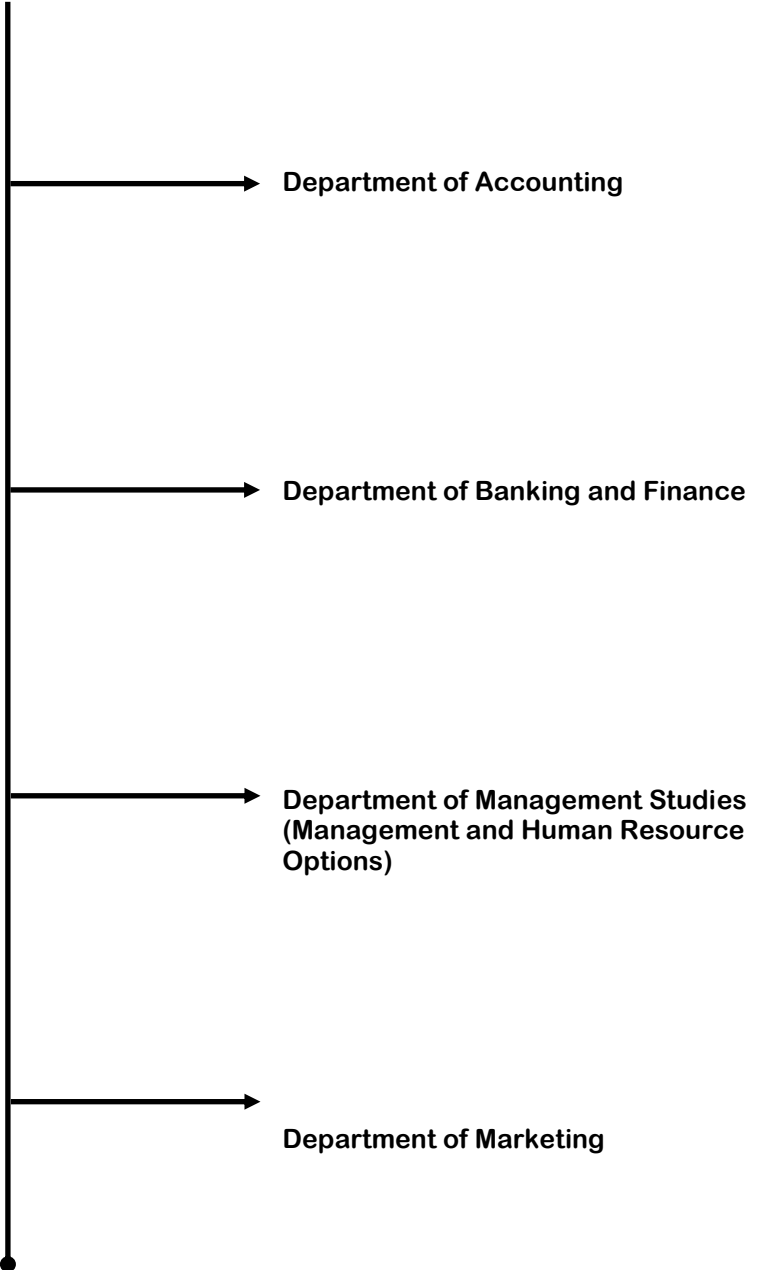 Department of Accounting
Department of Banking and Finance
Department of Management Studies
(Management and Human Resource
Options)
Department of Marketing